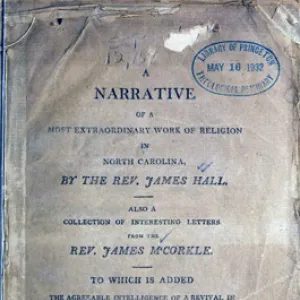 LIBRARY OF PRINCETON
MAY 16 1932
THEOLOGICAL SEMINARY
A
NARRATIVE
OF A
MOST EXTRAORDINARY WORK OF RELIGION
IN
NORTH CAROLINA,
BY THE REV. JAMES HALL.
ALSO A
COLLECTION OF INTERESTING LETTERS
FROM THE
REV. JAMES M'CORKLE.
TO WHICH IS ADDED
THE AGREEABLE INTELLIGENCE OF A REVIVAL IN